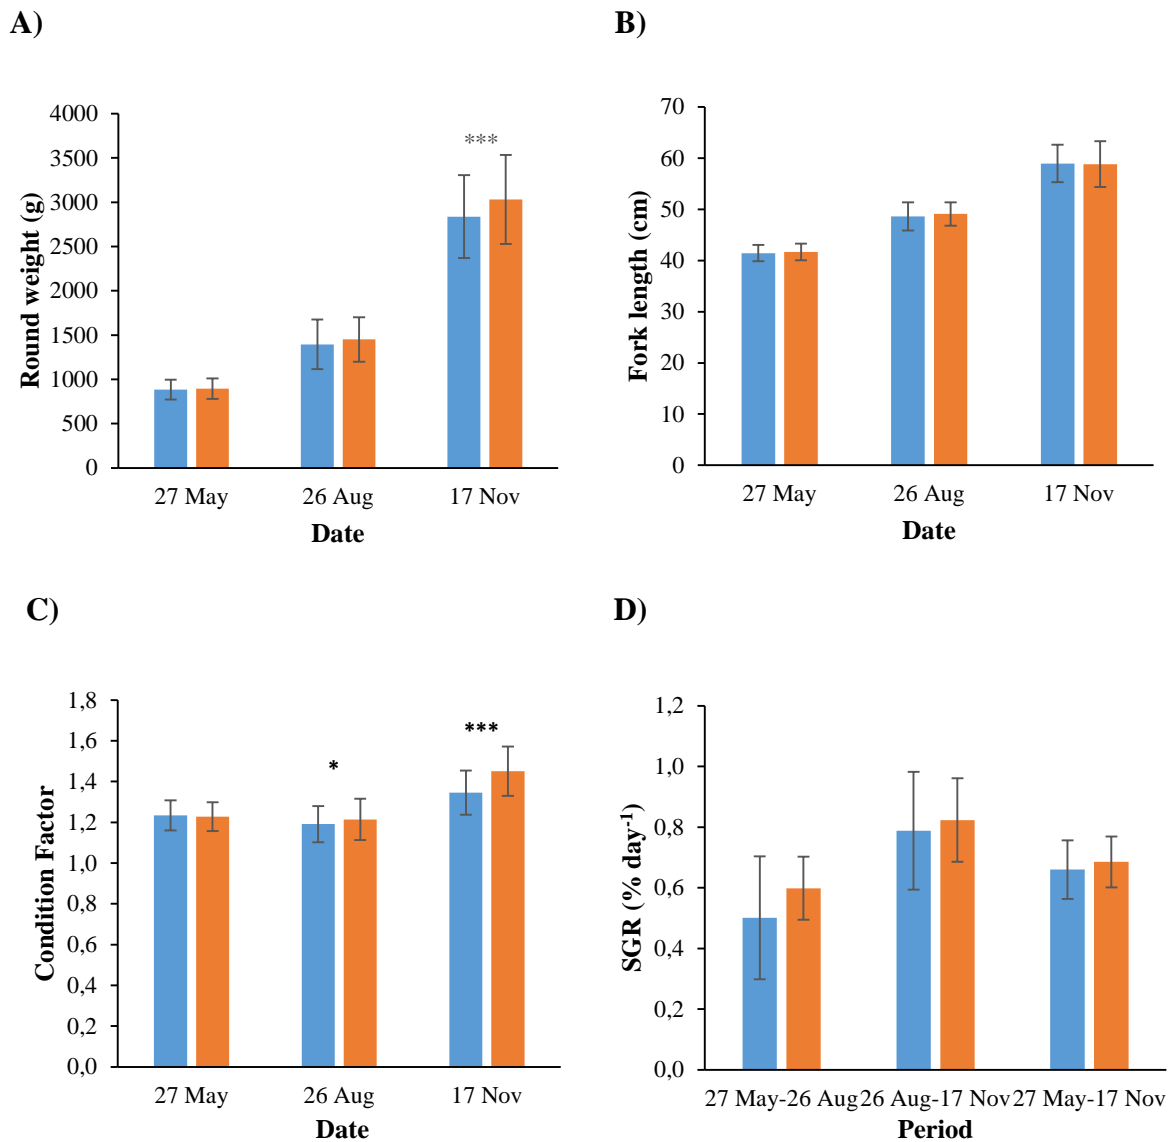 A)
4000
3500
3000
2500
2000
1500
1000
500
0
Round weight (g)
***
27 May 26 Aug 17 Nov
Date
B)
70
60
50
40
30
20
10
0
Fork length (cm)
27 May 26 Aug 17 Nov
Date
C)
1,8
1,6
1,4
1,2
1,0
0,8
0,6
0,4
0,2
0,0
Condition Factor
*
***
27 May 26 Aug 17 Nov
Date
D)
1,2
1,0
0,8
0,6
0,4
0,2
0,0
SGR (% day⁻¹)
27 May-26 Aug 26 Aug-17 Nov 27 May-17 Nov
Period